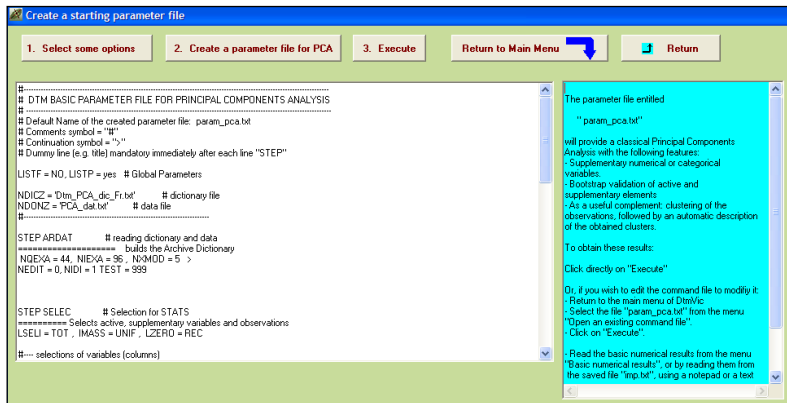 Create a starting parameter file
1. Select some options
2. Create a parameter file for PCA
3. Execute
Return to Main Menu
Return
#---------------------------------------------------------------------------------------
# DTM BASIC PARAMETER FILE FOR PRINCIPAL COMPONENTS ANALYSIS
# ---------------------------------------------------------------------------------------
# Default Name of the created parameter file: param_pca.txt
# Comments symbol = "#"
# Continuation symbol = ">"
# Dummy line (e.g. title) mandatory immediately after each line "STEP"
LISTF = NO, LISTP = yes # Global Parameters
NDICZ = 'Dtm_PCA_dic_Fr.txt' # dictionary file
NDONZ = 'PCA_dat.txt' # data file
#-----------------------------------------------------
STEP ARDAT # reading dictionary and data
==================== builds the Archive Dictionary
NQEXA = 44, NIEXA = 96 , NXMOD = 5 >
NEDIT = 0, NIDI = 1 TEST = 999
STEP SELEC # Selection for STATS
========== Selects active, supplementary variables and observations
LSELI = TOT , IMASS = UNIF , LZERO = REC
#---- selections of variables (columns)
The parameter file entitled
" param_pca.txt"
will provide a classical Principal Components
Analysis with the following features:
- Supplementary numerical or categorical
variables.
- Bootstrap validation of active and
supplementary elements
- As a useful complement: clustering of the
observations, followed by an automatic description
of the obtained clusters.
To obtain these results:
Click directly on "Execute"
Or, if you wish to edit the command file to modifiy it:
- Return to the main menu of DtmVic
- Select the file "param_pca.txt" from the menu
"Open an existing command file".
- Click on "Execute".
- Read the basic numerical results from the menu
"Basic numerical results", or by reading them from
the saved file "imp.txt", using a notepad or a text